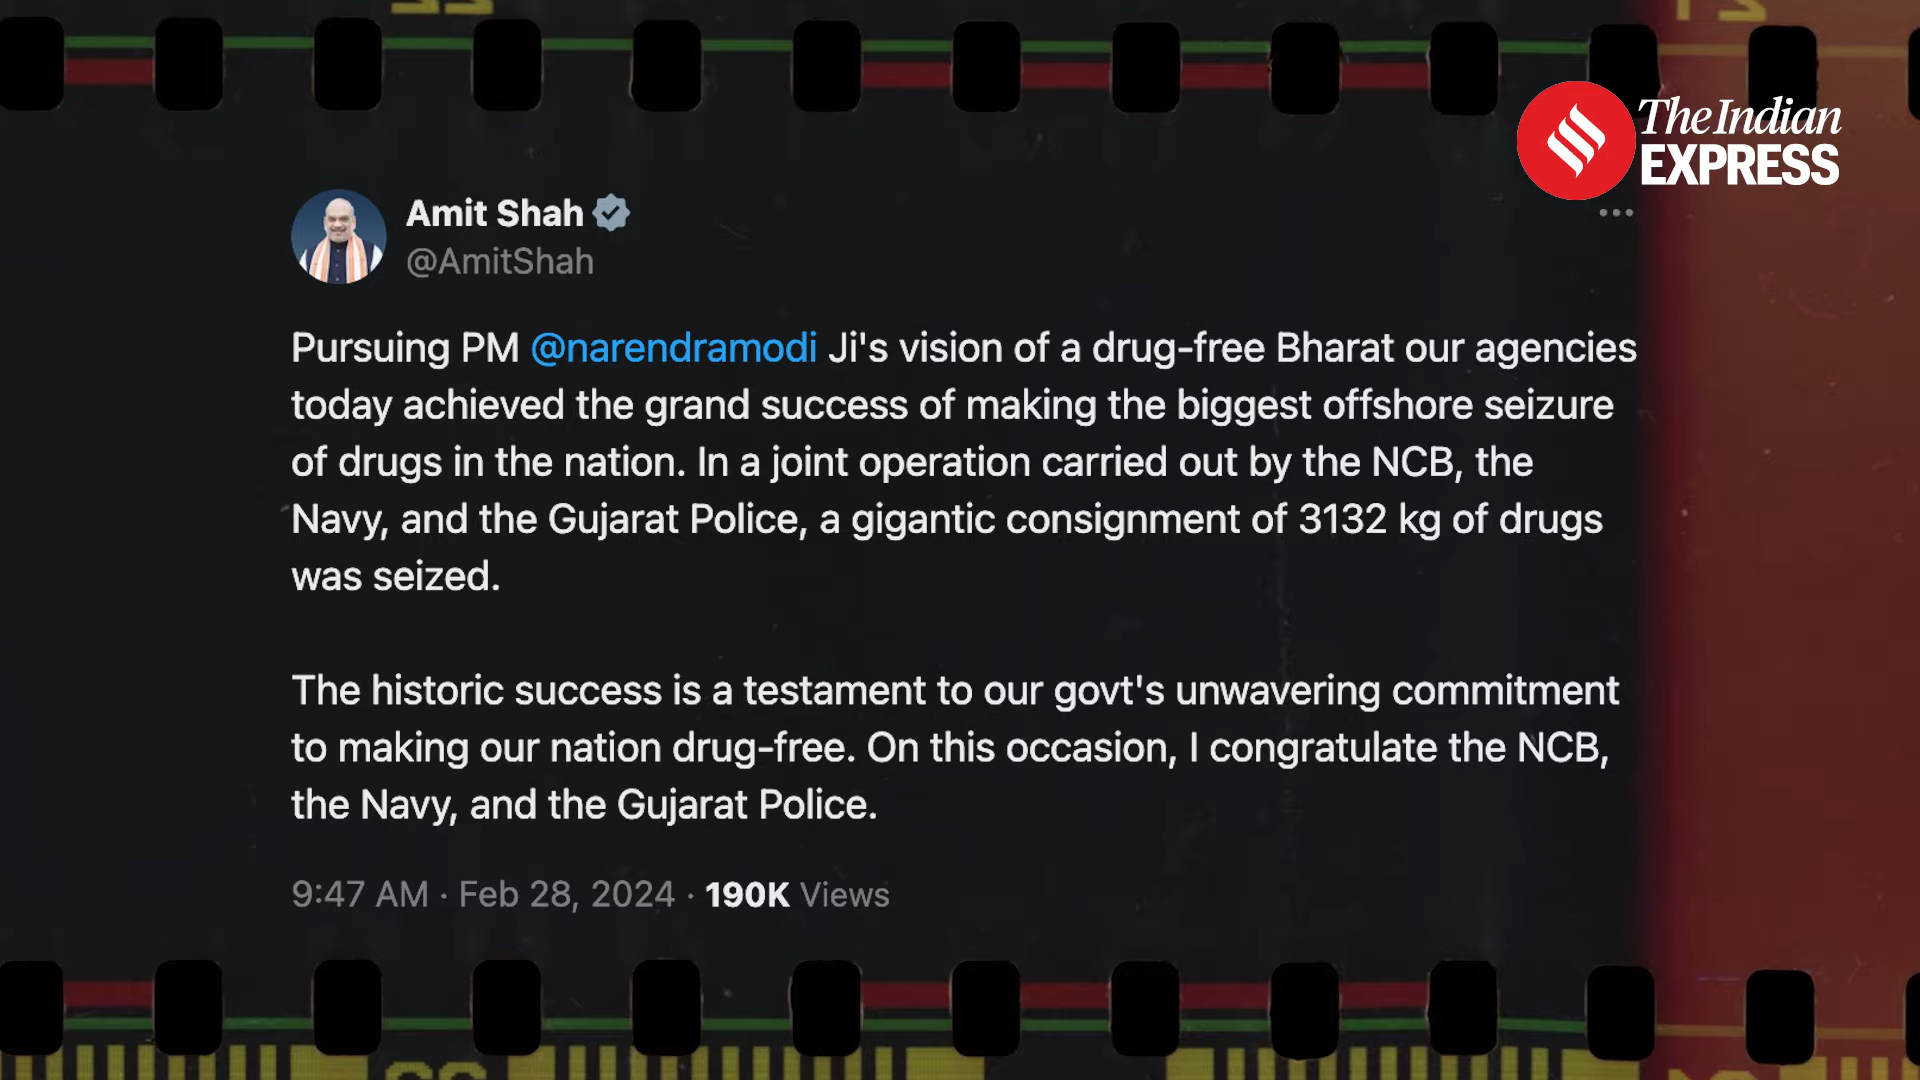 The Indian
EXPRESS
Amit Shah
@AmitShah
Pursuing PM @narendramodi Ji's vision of a drug-free Bharat our agencies
today achieved the grand success of making the biggest offshore seizure
of drugs in the nation. In a joint operation carried out by the NCB, the
Navy, and the Gujarat Police, a gigantic consignment of 3132 kg of drugs
was seized.
The historic success is a testament to our govt's unwavering commitment
to making our nation drug-free. On this occasion, I congratulate the NCB,
the Navy, and the Gujarat Police.
9:47 AM · Feb 28, 2024 · 190K Views